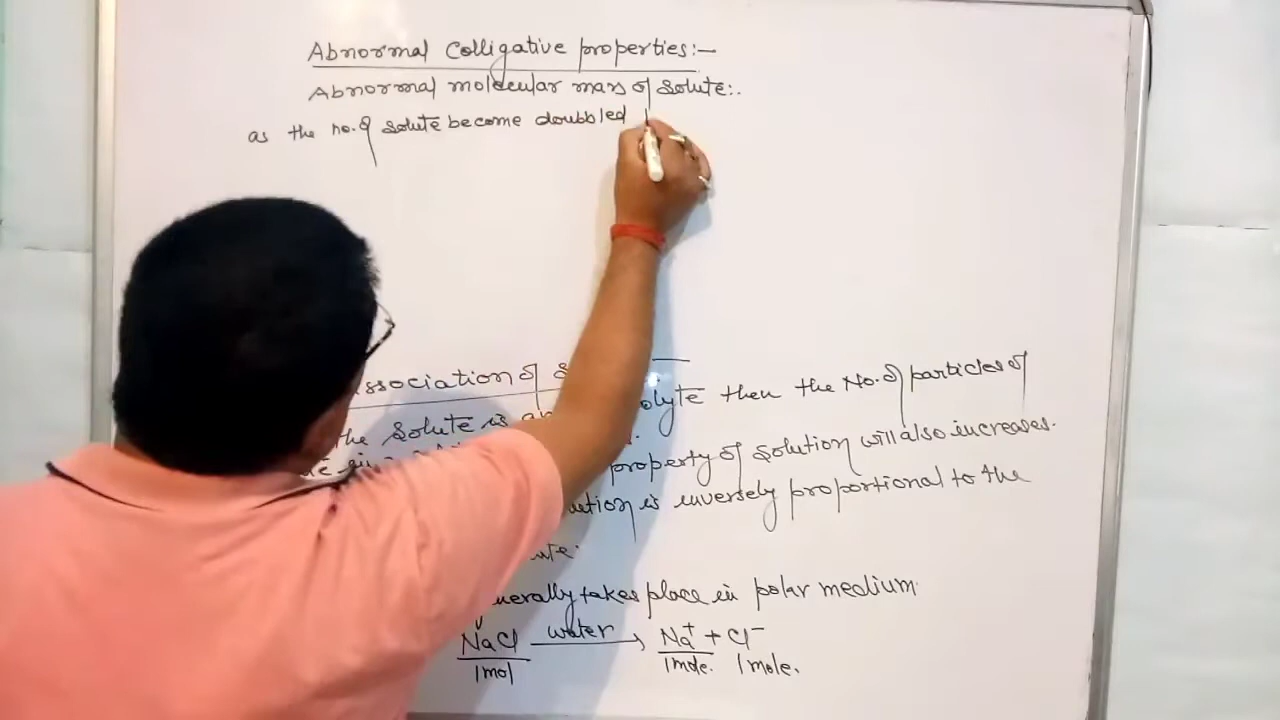 Abnormal Colligative properties:-
Abnormal molecular mass of solute:.
as the no. of solute become doubbled
ssociation of
the solute is an olyte then the No. of particles of
property of solution will also increases.
ution is inversely proportional to the
ute.
nerally takes place in polar medium.
NaCl water → Na⁺ + Cl⁻
1mol 1mole. 1mole.